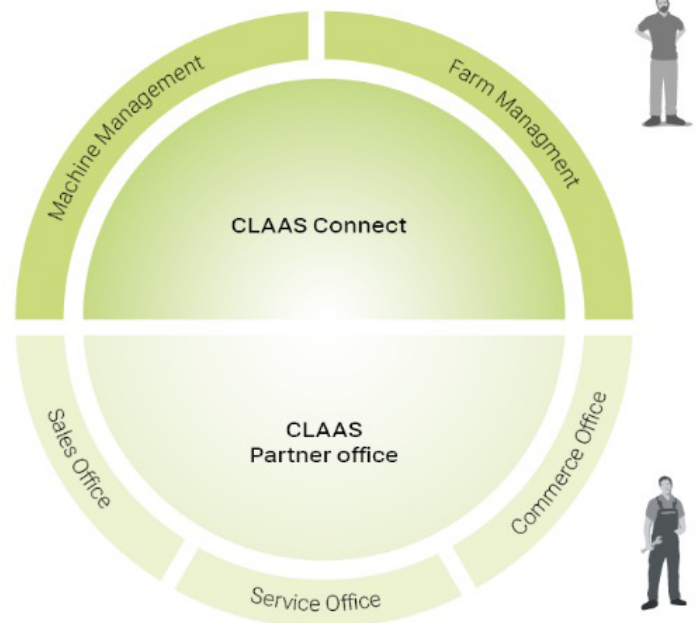 Machine Management
Farm Managment
CLAAS Connect
CLAAS
Partner office
Sales Office
Commerce Office
Service Office